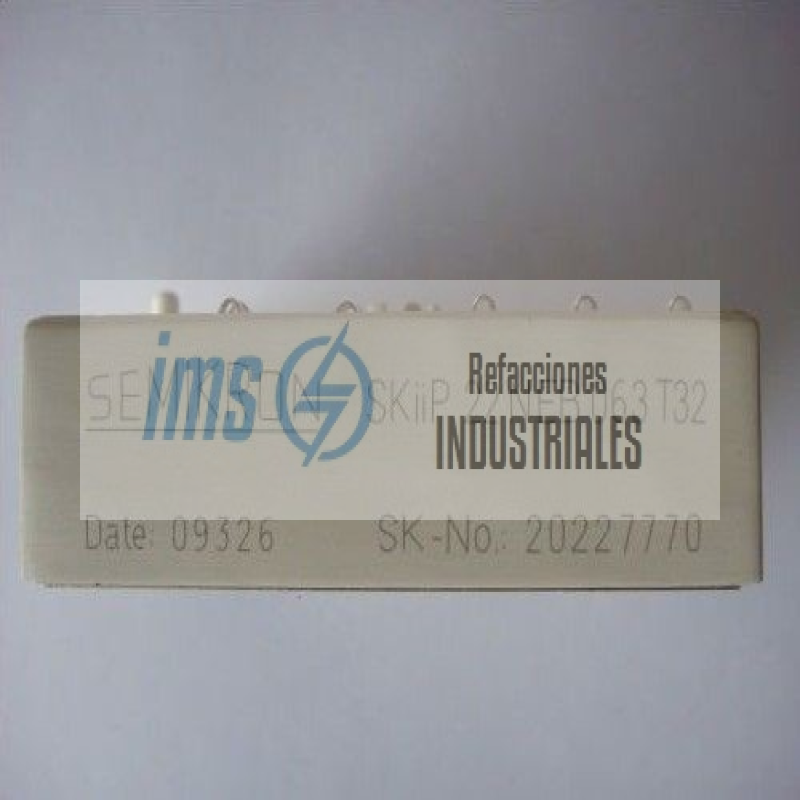 SEMIKRON SKiiP 22 NEB 063 T32
ims Refacciones
INDUSTRIALES
Date: 09326 SK-No.: 20227770